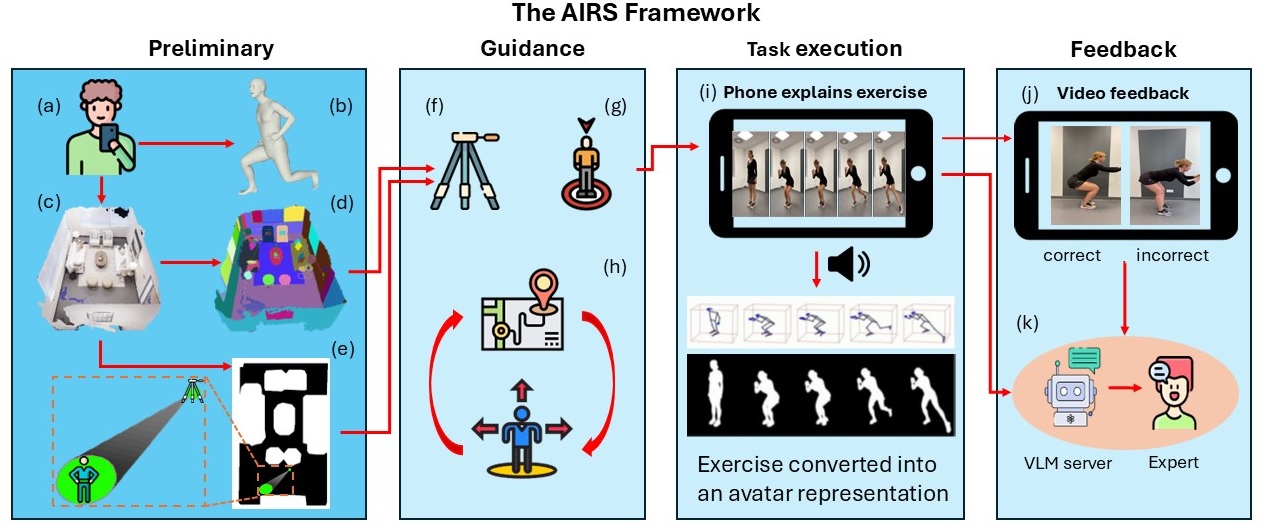 The AIRS Framework
Preliminary
Guidance
Task execution
Feedback
(a)
(b)
(c)
(d)
(e)
(f)
(g)
(h)
(i) Phone explains exercise
Exercise converted into
an avatar representation
(j) Video feedback
correct incorrect
(k)
VLM server Expert